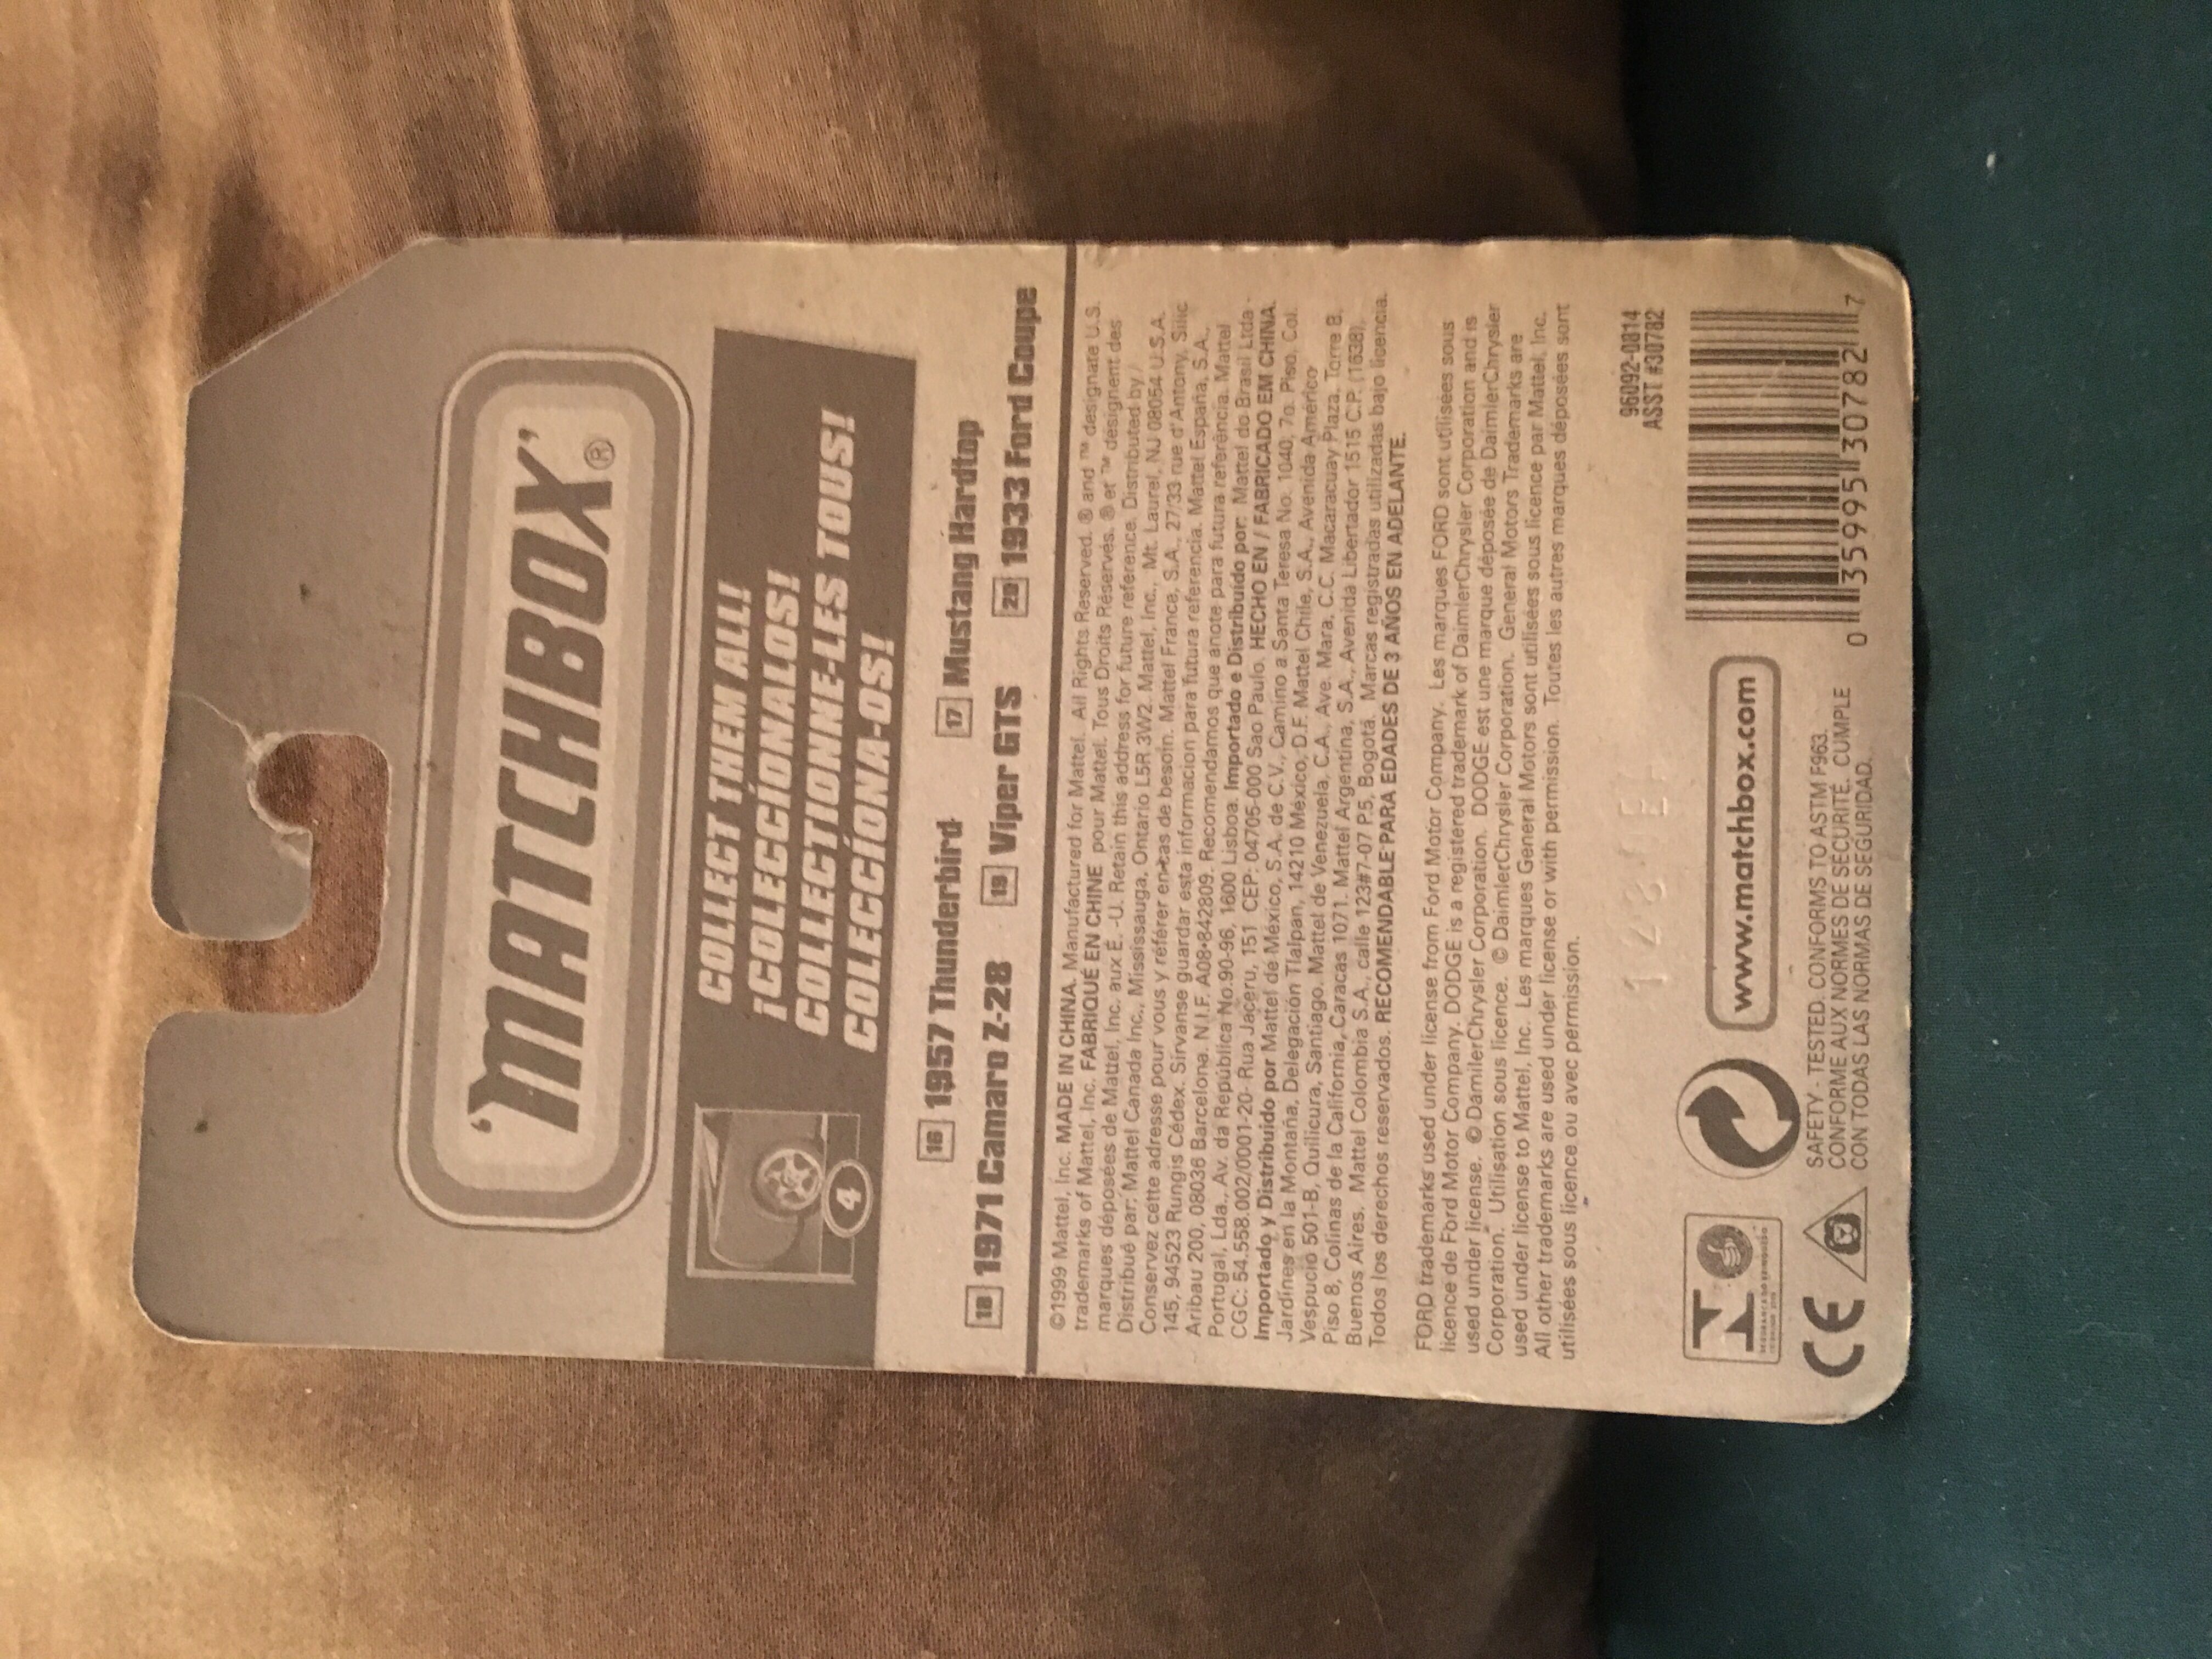 'MATCHBOX'®
COLLECT THEM ALL!
¡COLECCÍONALOS!
COLLECTIONNE-LES TOUS!
COLECCÍONA-OS!
4
16 1957 Thunderbird 17 Mustang Hardtop
18 1971 Camaro Z-28 19 Viper GTS 20 1933 Ford Coupe
©1999 Mattel, Inc. MADE IN CHINA. Manufactured for Mattel. All Rights Reserved. ® and ™ designate U.S.
trademarks of Mattel, Inc. FABRIQUÉ EN CHINE pour Mattel. Tous Droits Réservés. ® et ™ désignent des
marques déposées de Mattel, Inc. aux É.-U. Retain this address for future reference. Distributed by /
Distribué par: Mattel Canada Inc., Mississauga, Ontario L5R 3W2. Mattel, Inc., Mt. Laurel, NJ 08054 U.S.A.
Conservez cette adresse pour vous y référer en cas de besoin. Mattel France, S.A., 27/33 rue d'Antony, Silic
145, 94523 Rungis Cédex. Sírvanse guardar esta informacion para futura referencia. Mattel España, S.A.,
Aribau 200, 08036 Barcelona. N.I.F. A08•842809. Recomendamos que anote para futura referência. Mattel
Portugal, Lda., Av. da República No.90-96, 1600 Lisboa. Importado e Distribuído por: Mattel do Brasil Ltda -
CGC: 54.558.002/0001-20- Rua Jaceru, 151 CEP: 04705-000 Sao Paulo. HECHO EN / FABRICADO EM CHINA.
Importado y Distribuido por Mattel de México, S.A. de C.V., Camino a Santa Teresa No. 1040, 7o. Piso, Col.
Jardines en la Montaña, Delegación Tlalpan, 14210 México, D.F. Mattel Chile, S.A., Avenida Américo
Vespucio 501-B, Quilicura, Santiago. Mattel de Venezuela, C.A., Ave. Mara, C.C. Macaracuay Plaza, Torre B,
Piso 8, Colinas de la California, Caracas 1071. Mattel Argentina, S.A., Avenida Libertador 1515 C.P. (1638),
Buenos Aires. Mattel Colombia S.A., calle 123#7-07 P.5, Bogotá. Marcas registradas utilizadas bajo licencia.
Todos los derechos reservados. RECOMENDABLE PARA EDADES DE 3 AÑOS EN ADELANTE.
FORD trademarks used under license from Ford Motor Company. Les marques FORD sont utilisées sous
licence de Ford Motor Company. DODGE is a registered trademark of DaimlerChrysler Corporation and is
used under license. © DamilerChrysler Corporation. DODGE est une marque déposée de DaimlerChrysler
Corporation. Utilisation sous licence. © DaimlerChrysler Corporation. General Motors Trademarks are
used under license to Mattel, Inc. Les marques General Motors sont utilisées sous licence par Mattel, Inc.
All other trademarks are used under license or with permission. Toutes les autres marques déposées sont
utilisées sous licence ou avec permission.
96092-0814
ASST #30782
www.matchbox.com
N
CE
SAFETY - TESTED. CONFORMS TO ASTM F963.
CONFORME AUX NORMES DE SÉCURITÉ. CUMPLE
CON TODAS LAS NORMAS DE SEGURIDAD.
0 35995 30782 7